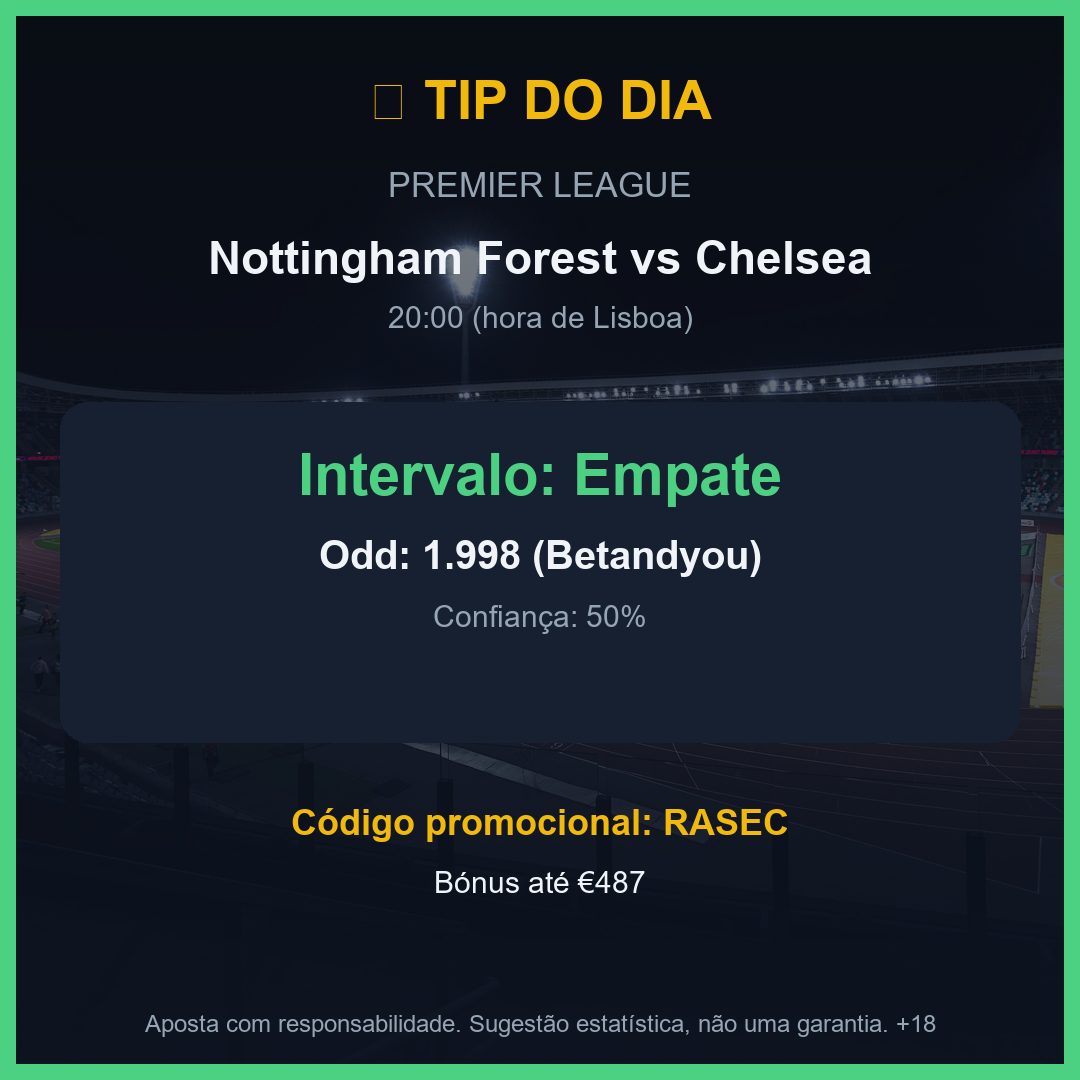 TIP DO DIA
PREMIER LEAGUE
Nottingham Forest vs Chelsea
20:00 (hora de Lisboa)
Intervalo: Empate
Odd: 1.998 (Betandyou)
Confiança: 50%
Código promocional: RASEC
Bónus até €487
Aposta com responsabilidade. Sugestão estatística, não uma garantia. +18